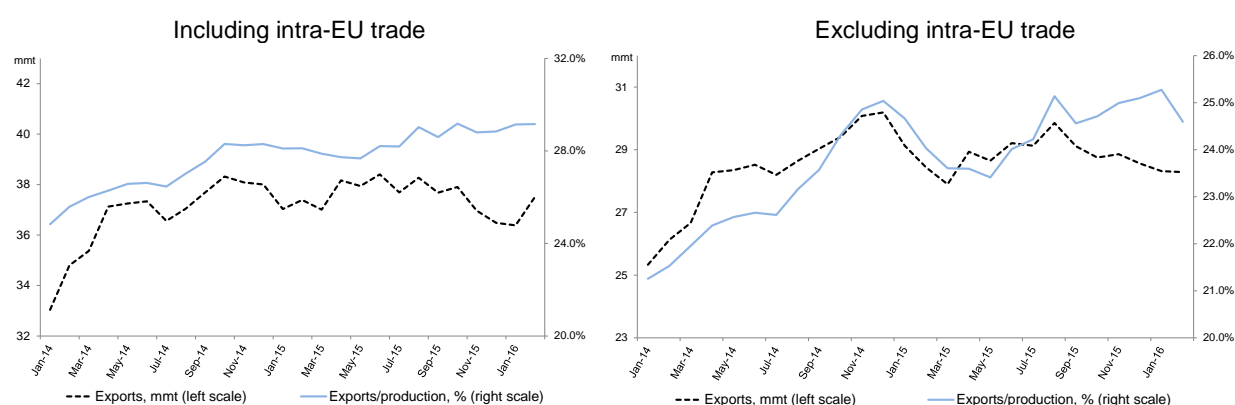 Including intra-EU trade
mmt
42
40
38
36
34
32
32.0%
28.0%
24.0%
20.0%
Jan-14
Mar-14
May-14
Jul-14
Sep-14
Nov-14
Jan-15
Mar-15
May-15
Jul-15
Sep-15
Nov-15
Jan-16
Exports, mmt (left scale)
Exports/production, % (right scale)
Excluding intra-EU trade
mmt
31
29
27
25
23
26.0%
25.0%
24.0%
23.0%
22.0%
21.0%
20.0%
Jan-14
Mar-14
May-14
Jul-14
Sep-14
Nov-14
Jan-15
Mar-15
May-15
Jul-15
Sep-15
Nov-15
Jan-16
Exports, mmt (left scale)
Exports/production, % (right scale)